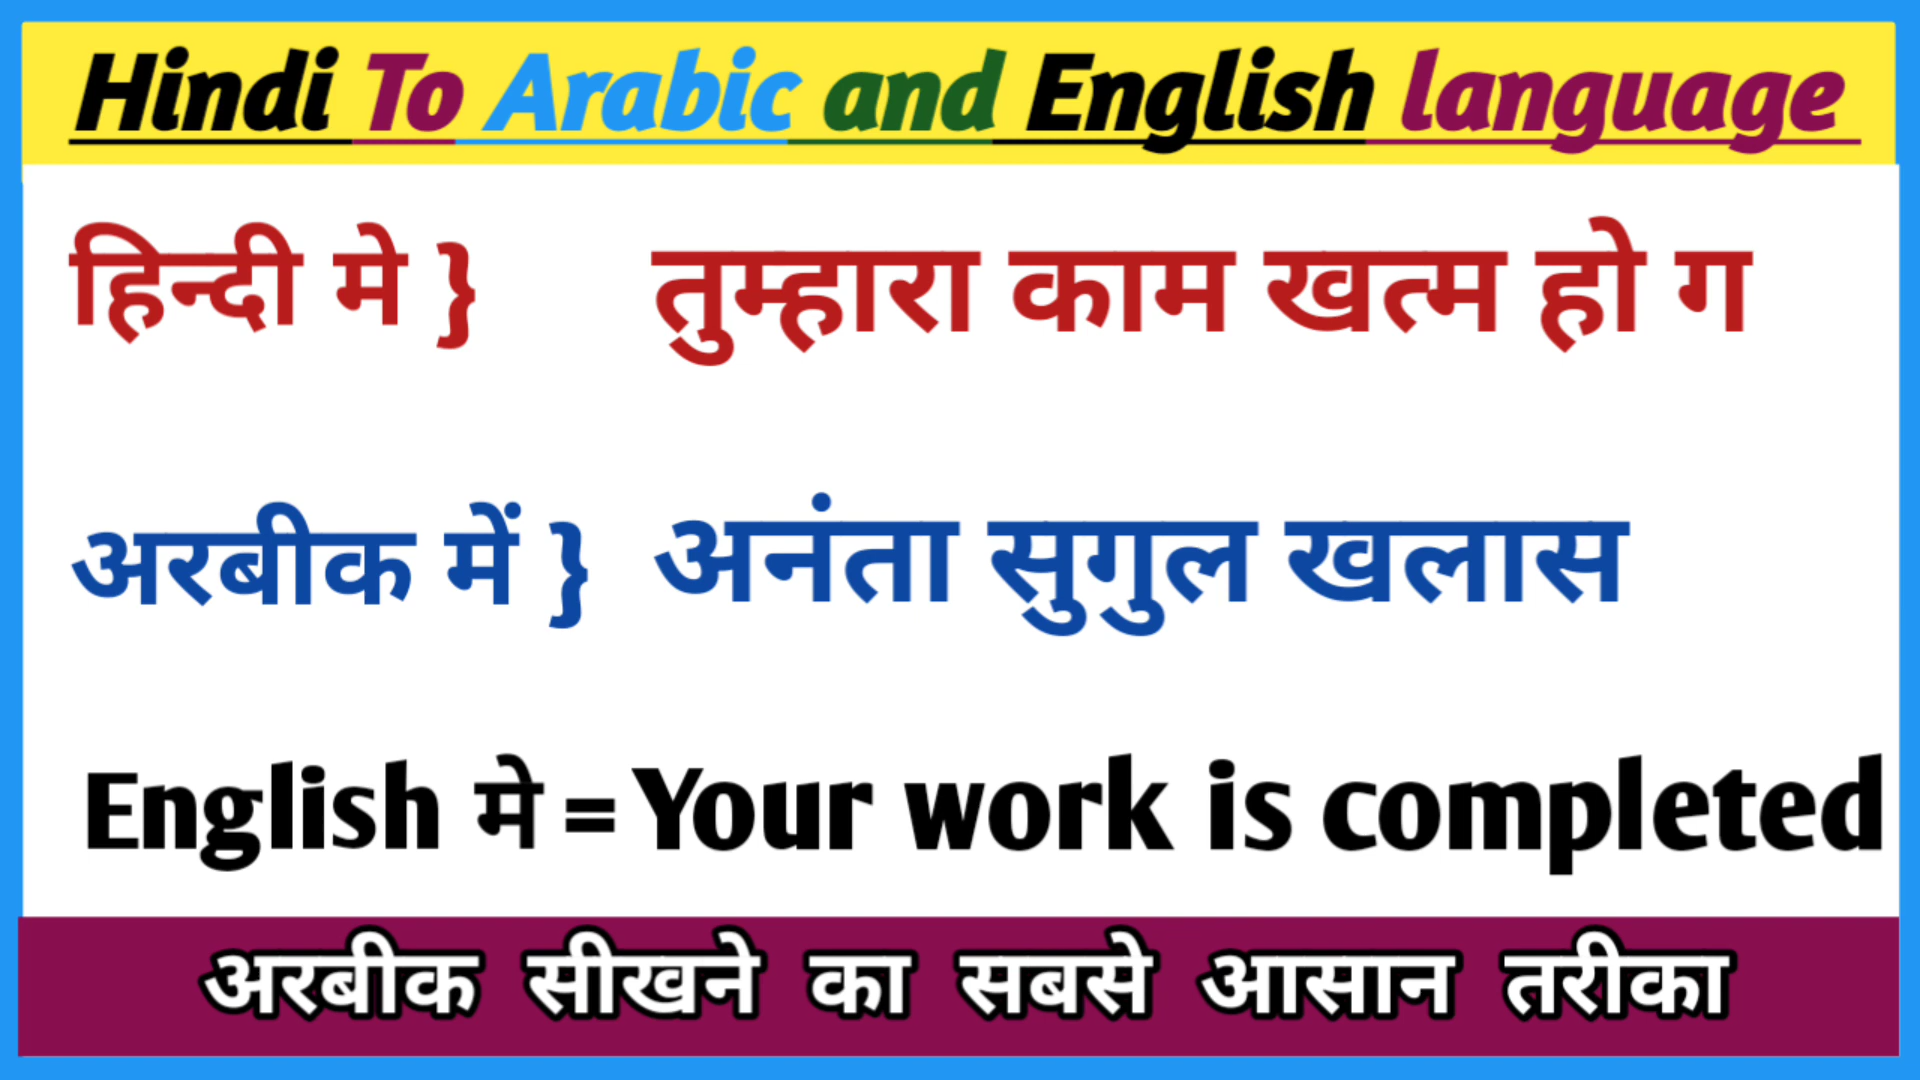 Hindi To Arabic and English language
हिन्दी मे } तुम्हारा काम खत्म हो ग
अरबीक में } अनंता सुगुल खलास
English मे = Your work is completed
अरबीक सीखने का सबसे आसान तरीका